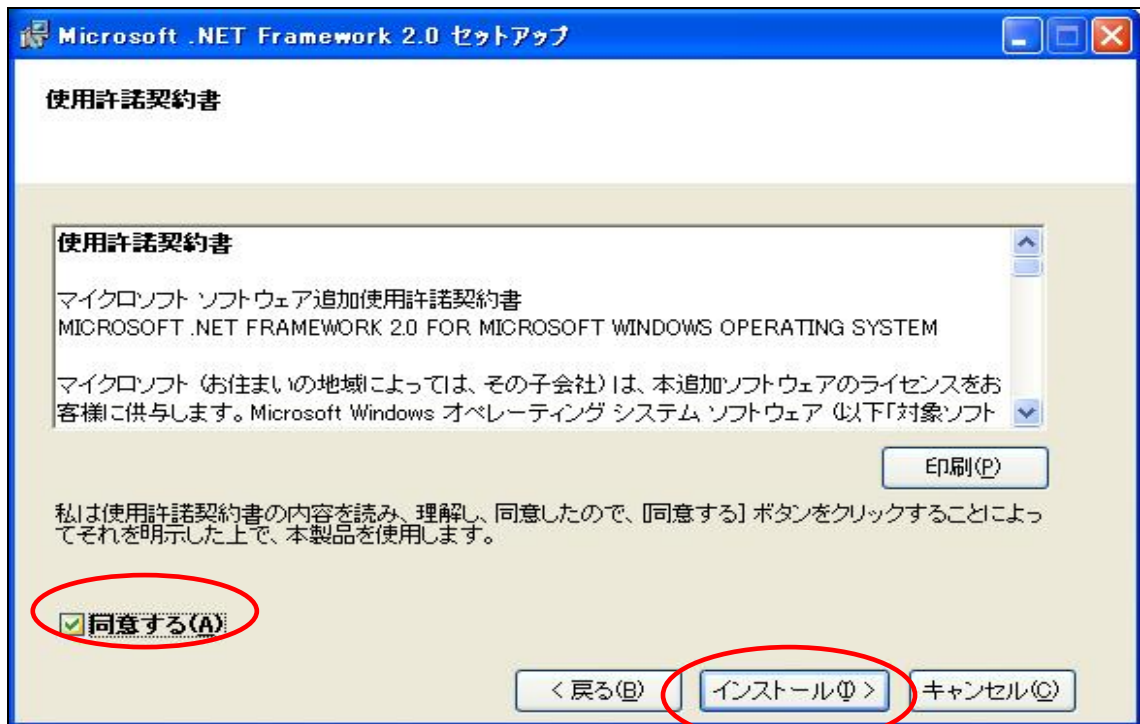 Microsoft .NET Framework 2.0 セットアップ
使用許諾契約書
使用許諾契約書
マイクロソフト ソフトウェア追加使用許諾契約書
MICROSOFT .NET FRAMEWORK 2.0 FOR MICROSOFT WINDOWS OPERATING SYSTEM
マイクロソフト (お住まいの地域によっては、その子会社) は、本追加ソフトウェアのライセンスをお
客様に供与します。Microsoft Windows オペレーティング システム ソフトウェア (以下「対象ソフト
印刷(P)
私は使用許諾契約書の内容を読み、理解し、同意したので、[同意する] ボタンをクリックすることによっ
てそれを明示した上で、本製品を使用します。
同意する(A)
< 戻る(B) インストール(I) > キャンセル(C)